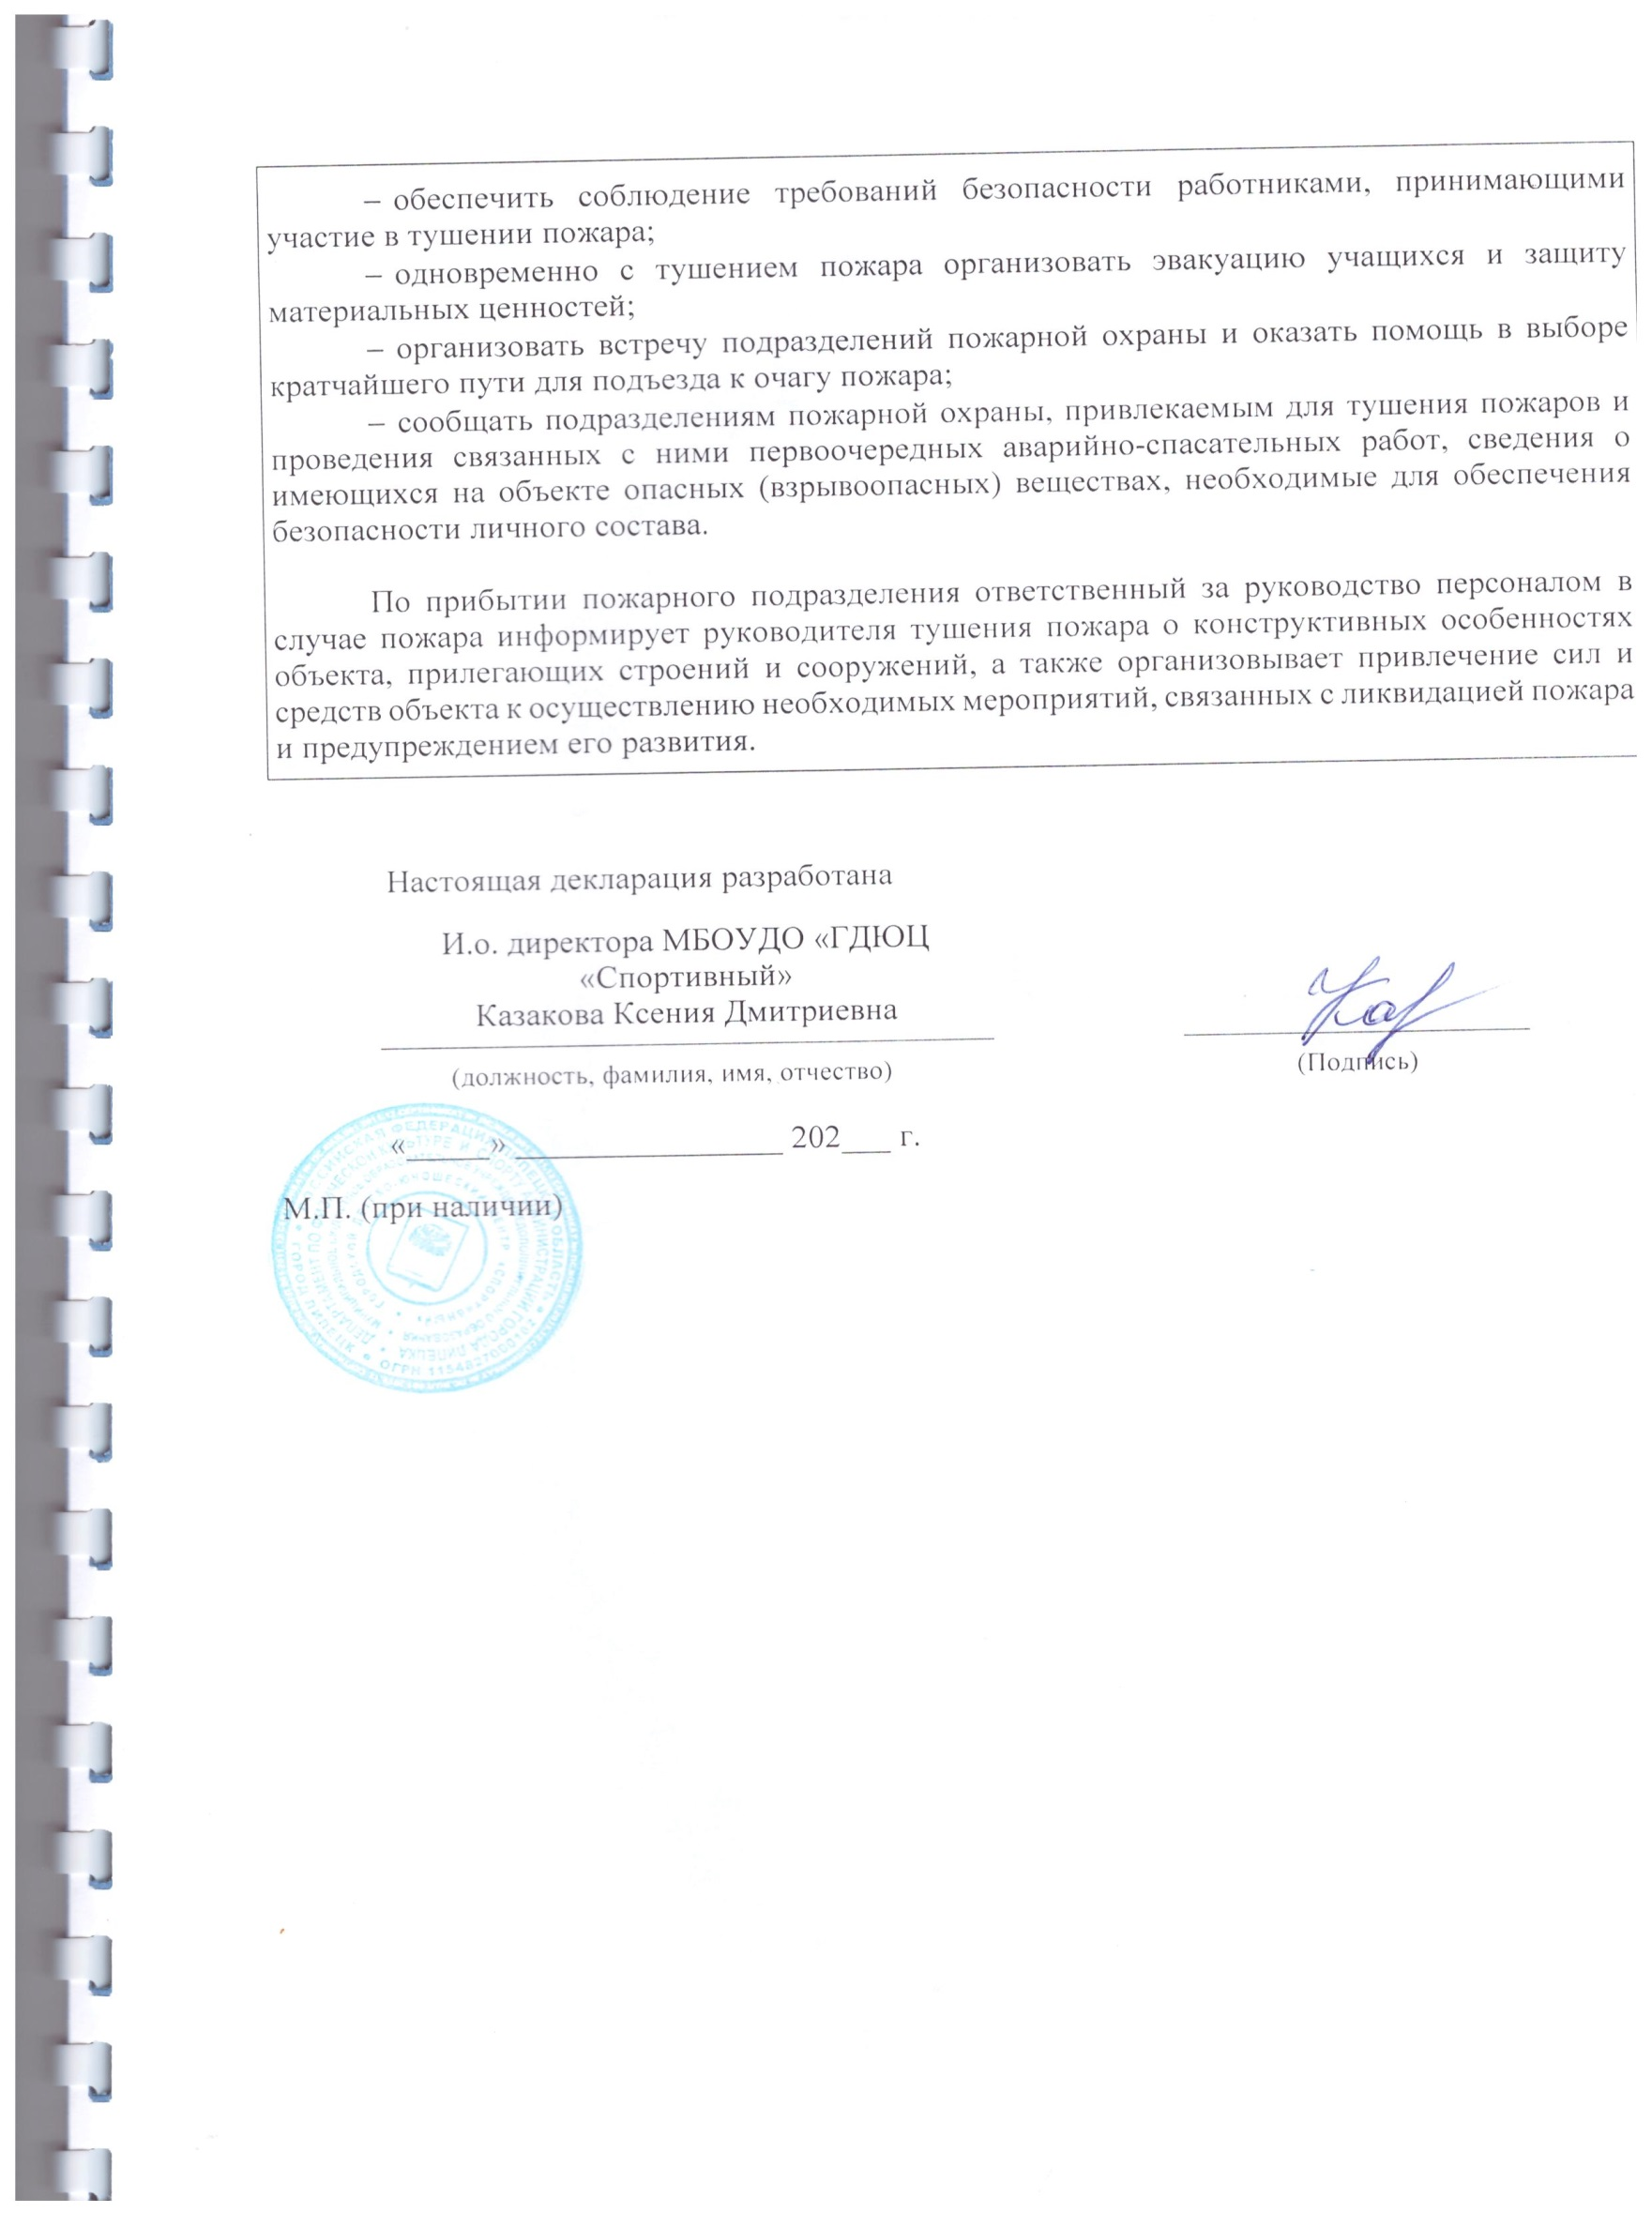 – обеспечить соблюдение требований безопасности работниками, принимающими
участие в тушении пожара;
– одновременно с тушением пожара организовать эвакуацию учащихся и защиту
материальных ценностей;
– организовать встречу подразделений пожарной охраны и оказать помощь в выборе
кратчайшего пути для подъезда к очагу пожара;
– сообщать подразделениям пожарной охраны, привлекаемым для тушения пожаров и
проведения связанных с ними первоочередных аварийно-спасательных работ, сведения о
имеющихся на объекте опасных (взрывоопасных) веществах, необходимые для обеспечения
безопасности личного состава.
По прибытии пожарного подразделения ответственный за руководство персоналом в
случае пожара информирует руководителя тушения пожара о конструктивных особенностях
объекта, прилегающих строений и сооружений, а также организовывает привлечение сил и
средств объекта к осуществлению необходимых мероприятий, связанных с ликвидацией пожара
и предупреждением его развития.
Настоящая декларация разработана
И.о. директора МБОУДО «ГДЮЦ
«Спортивный»
Казакова Ксения Дмитриевна
(должность, фамилия, имя, отчество)
(Подпись)
«_____» ________________ 202___ г.
М.П. (при наличии)